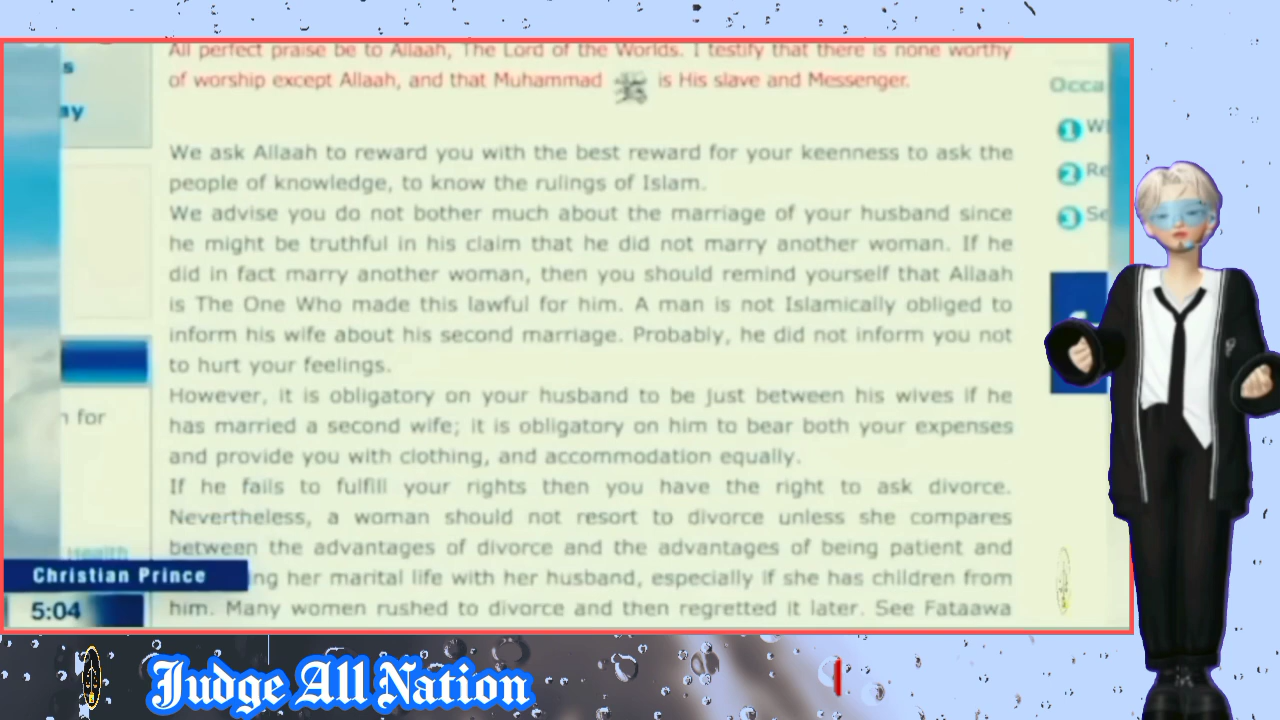 All perfect praise be to Allaah, The Lord of the Worlds. I testify that there is none worthy
of worship except Allaah, and that Muhammad ﷺ is His slave and Messenger.
We ask Allaah to reward you with the best reward for your keenness to ask the
people of knowledge, to know the rulings of Islam.
We advise you do not bother much about the marriage of your husband since
he might be truthful in his claim that he did not marry another woman. If he
did in fact marry another woman, then you should remind yourself that Allaah
is The One Who made this lawful for him. A man is not Islamically obliged to
inform his wife about his second marriage. Probably, he did not inform you not
to hurt your feelings.
However, it is obligatory on your husband to be just between his wives if he
has married a second wife; it is obligatory on him to bear both your expenses
and provide you with clothing, and accommodation equally.
If he fails to fulfill your rights then you have the right to ask divorce.
Nevertheless, a woman should not resort to divorce unless she compares
between the advantages of divorce and the advantages of being patient and
ing her marital life with her husband, especially if she has children from
him. Many women rushed to divorce and then regretted it later. See Fataawa
s
ay
n for
Health
Occa
1 W
2 Re
3 Se
Christian Prince
5:04
Judge All Nation